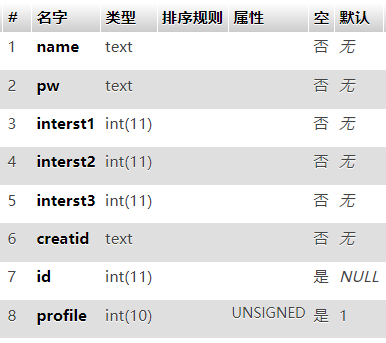 # 名字 类型 排序规则 属性 空 默认
1 name text 否 无
2 pw text 否 无
3 interst1 int(11) 否 无
4 interst2 int(11) 否 无
5 interst3 int(11) 否 无
6 creatid text 否 无
7 id int(11) 是 NULL
8 profile int(10) UNSIGNED 是 1